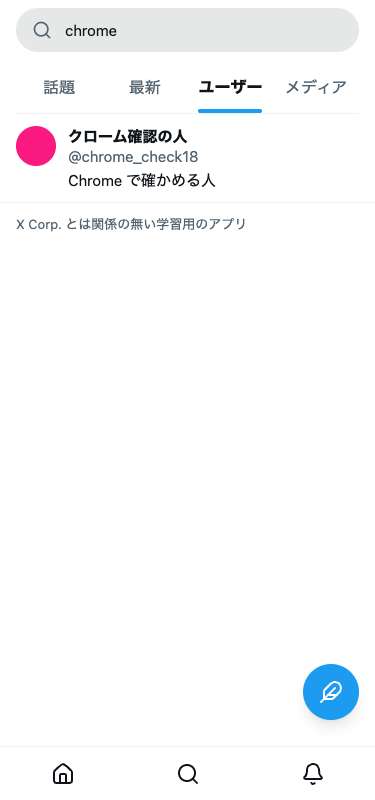 chrome
話題
最新
ユーザー
メディア
クローム確認の人
@chrome_check18
Chrome で確かめる人
X Corp. とは関係の無い学習用のアプリ